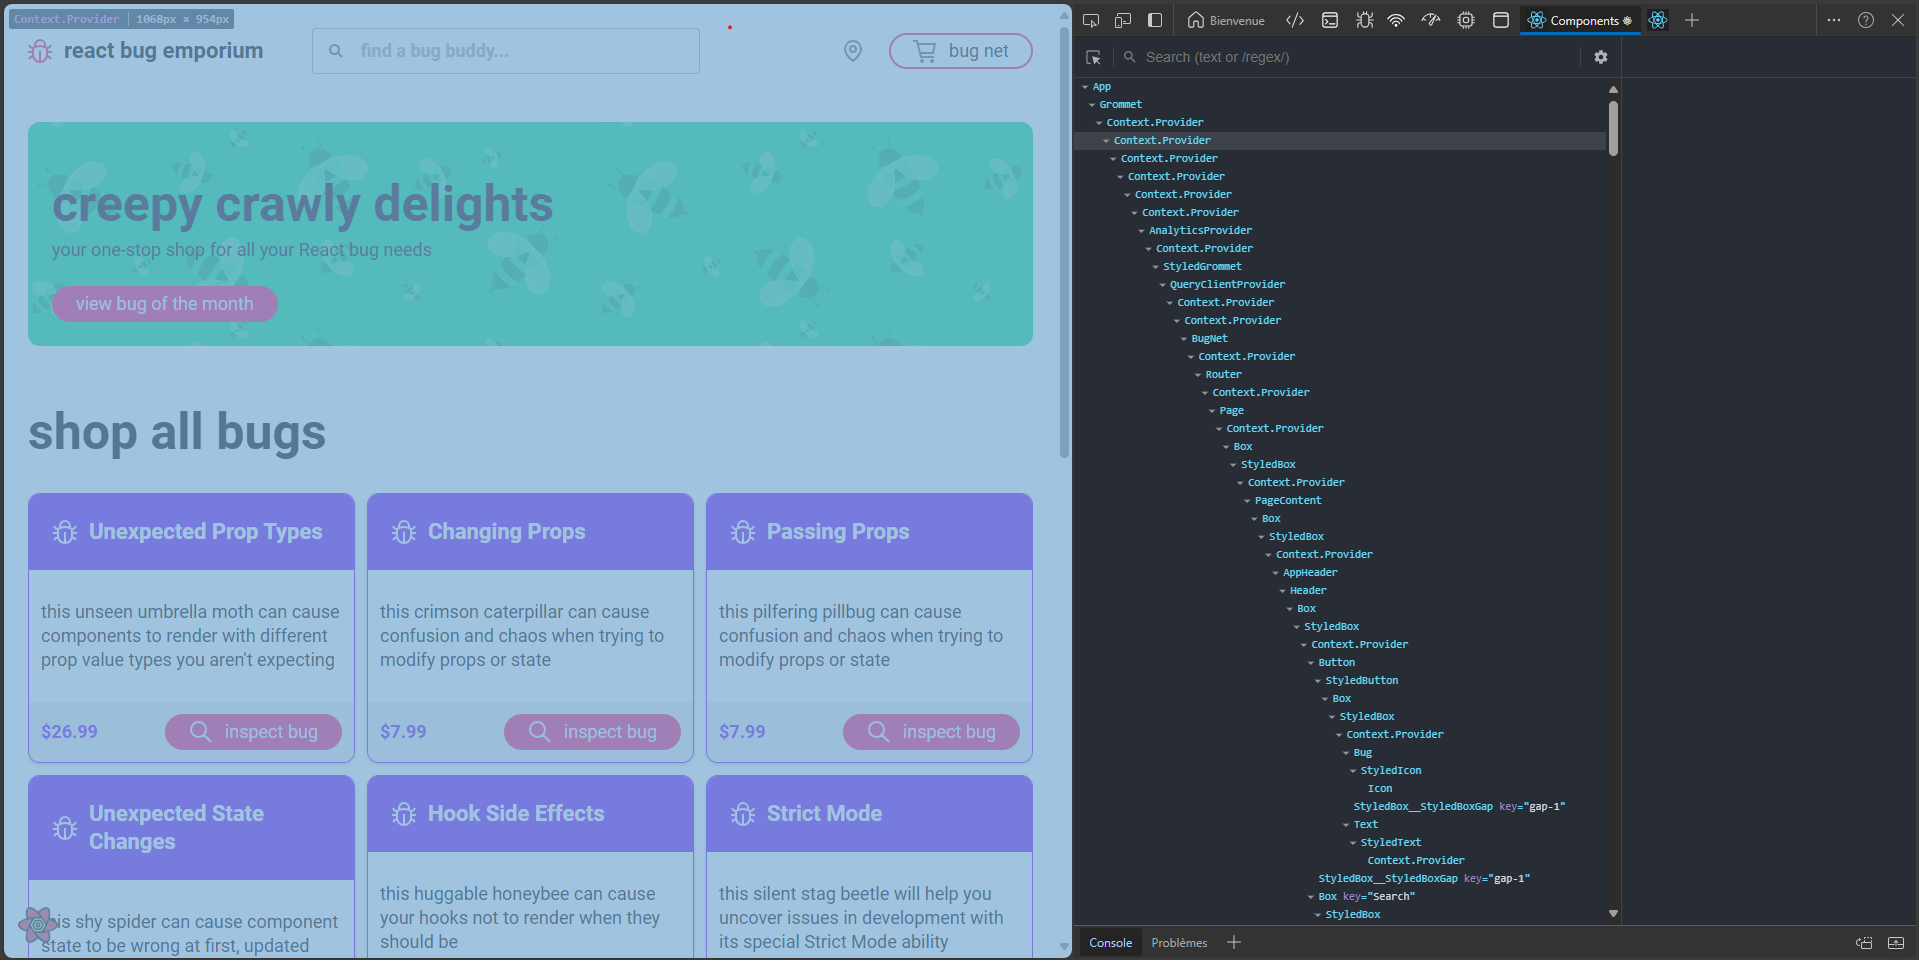 Context.Provider | 1068px × 954px
react bug emporium
find a bug buddy...
bug net
creepy crawly delights
your one-stop shop for all your React bug needs
view bug of the month
shop all bugs
Unexpected Prop Types
this unseen umbrella moth can cause
components to render with different
prop value types you aren't expecting
$26.99
inspect bug
Changing Props
this crimson caterpillar can cause
confusion and chaos when trying to
modify props or state
$7.99
inspect bug
Passing Props
this pilfering pillbug can cause
confusion and chaos when trying to
modify props or state
$7.99
inspect bug
Unexpected State
Changes
this shy spider can cause component
state to be wrong at first, updated
Hook Side Effects
this huggable honeybee can cause
your hooks not to render when they
should be
Strict Mode
this silent stag beetle will help you
uncover issues in development with
its special Strict Mode ability
Bienvenue
Components
Search (text or /regex/)
App
Grommet
Context.Provider
Context.Provider
Context.Provider
Context.Provider
Context.Provider
Context.Provider
AnalyticsProvider
Context.Provider
StyledGrommet
QueryClientProvider
Context.Provider
Context.Provider
BugNet
Context.Provider
Router
Context.Provider
Page
Context.Provider
Box
StyledBox
Context.Provider
PageContent
Box
StyledBox
Context.Provider
AppHeader
Header
Box
StyledBox
Context.Provider
Button
StyledButton
Box
StyledBox
Context.Provider
Bug
StyledIcon
Icon
StyledBox__StyledBoxGap key="gap-1"
Text
StyledText
Context.Provider
StyledBox__StyledBoxGap key="gap-1"
Box key="Search"
StyledBox
Console
Problèmes